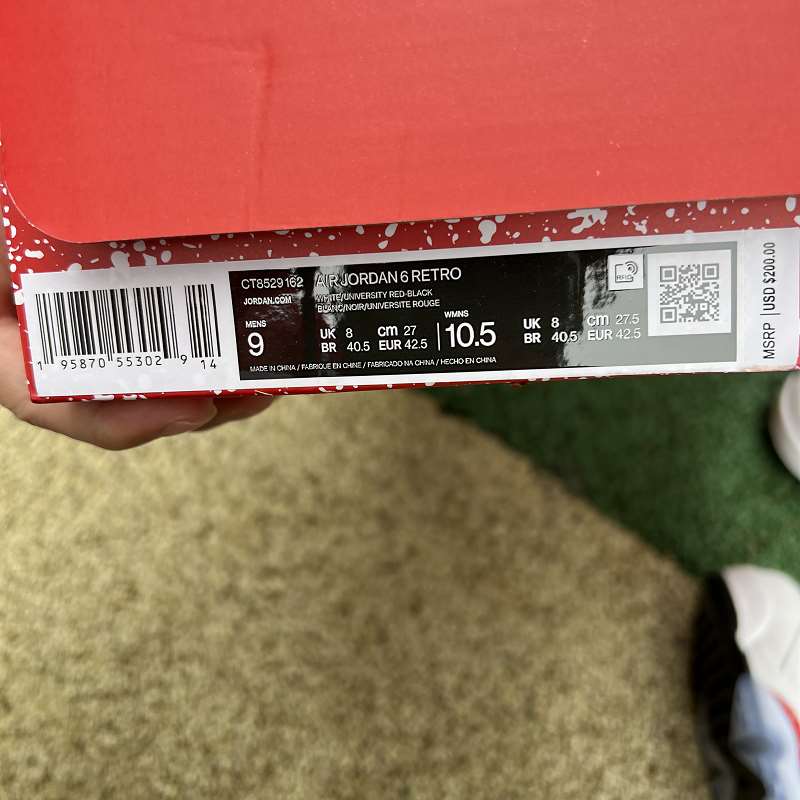 CT8529162 AIR JORDAN 6 RETRO
JORDAN.COM
WHITE/UNIVERSITY RED-BLACK
BLANC/NOIR/UNIVERSITE ROUGE
MENS
9
UK 8 cm 27
BR 40.5 EUR 42.5
WMNS
10.5
UK 8 cm 27.5
BR 40.5 EUR 42.5
MADE IN CHINA / FABRIQUE EN CHINE / FABRICADO NA CHINA / HECHO EN CHINA
RFID
1 95870 55302 9 14
MSRP | USD $200.00